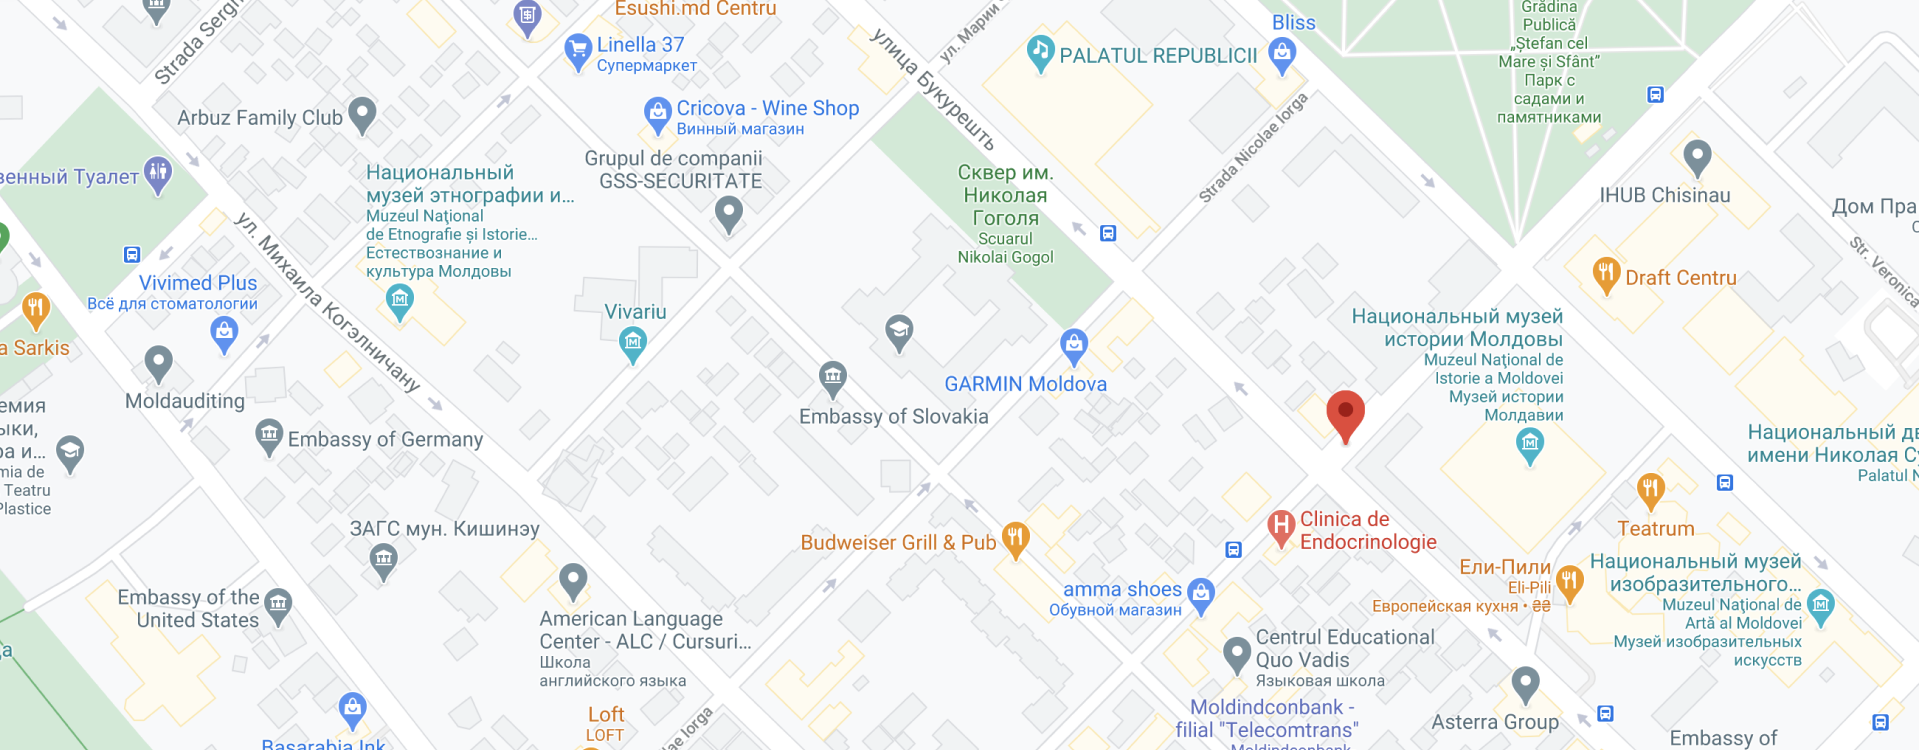 Strada Sergh
Esushi.md Centru
Linella 37
Супермаркет
ул. Марии С
улица Букурешть
PALATUL REPUBLICII
Bliss
Grădina
Publică
„Ștefan cel
Mare și Sfânt”
Парк с
садами и
памятниками
Arbuz Family Club
Cricova - Wine Shop
Винный магазин
Grupul de companii
GSS-SECURITATE
Strada Nicolae Iorga
IHUB Chisinau
Дом Пра
зенный Туалет
Национальный
музей этнографии и...
Muzeul Național
de Etnografie și Istorie...
Естествознание и
культура Молдовы
Сквер им.
Николая
Гоголя
Scuarul
Nikolai Gogol
Str. Veronica
ул. Михаила Когэлничану
Vivimed Plus
Всё для стоматологии
Draft Centru
Vivariu
a Sarkis
Национальный музей
истории Молдовы
Muzeul Național de
Istorie a Moldovei
Музей истории
Молдавии
GARMIN Moldova
Moldauditing
Embassy of Slovakia
емия
ыки,
ра и...
mia de
Teatru
Plastice
Embassy of Germany
Национальный дв
имени Николая Су
Palatul N
ЗАГС мун. Кишинэу
Budweiser Grill & Pub
H
Clinica de
Endocrinologie
Teatrum
Ели-Пили
Eli-Pili
Европейская кухня • ₴₴
Национальный музей
изобразительного...
Muzeul Național de
Artă al Moldovei
Музей изобразительных
искусств
amma shoes
Обувной магазин
Embassy of the
United States
American Language
Center - ALC / Cursuri...
Школа
английского языка
Centrul Educational
Quo Vadis
Языковая школа
Moldindconbank -
filial "Telecomtrans"
Moldindconbank
Asterra Group
Embassy of
Loft
LOFT
ae Iorga
Basarabia Ink